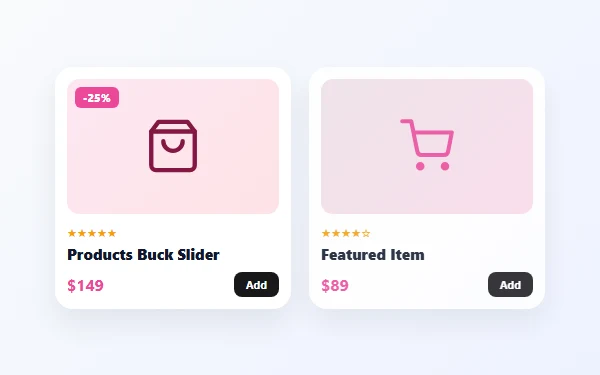 -25%
★★★★★
Products Buck Slider
$149
Add
★★★★☆
Featured Item
$89
Add